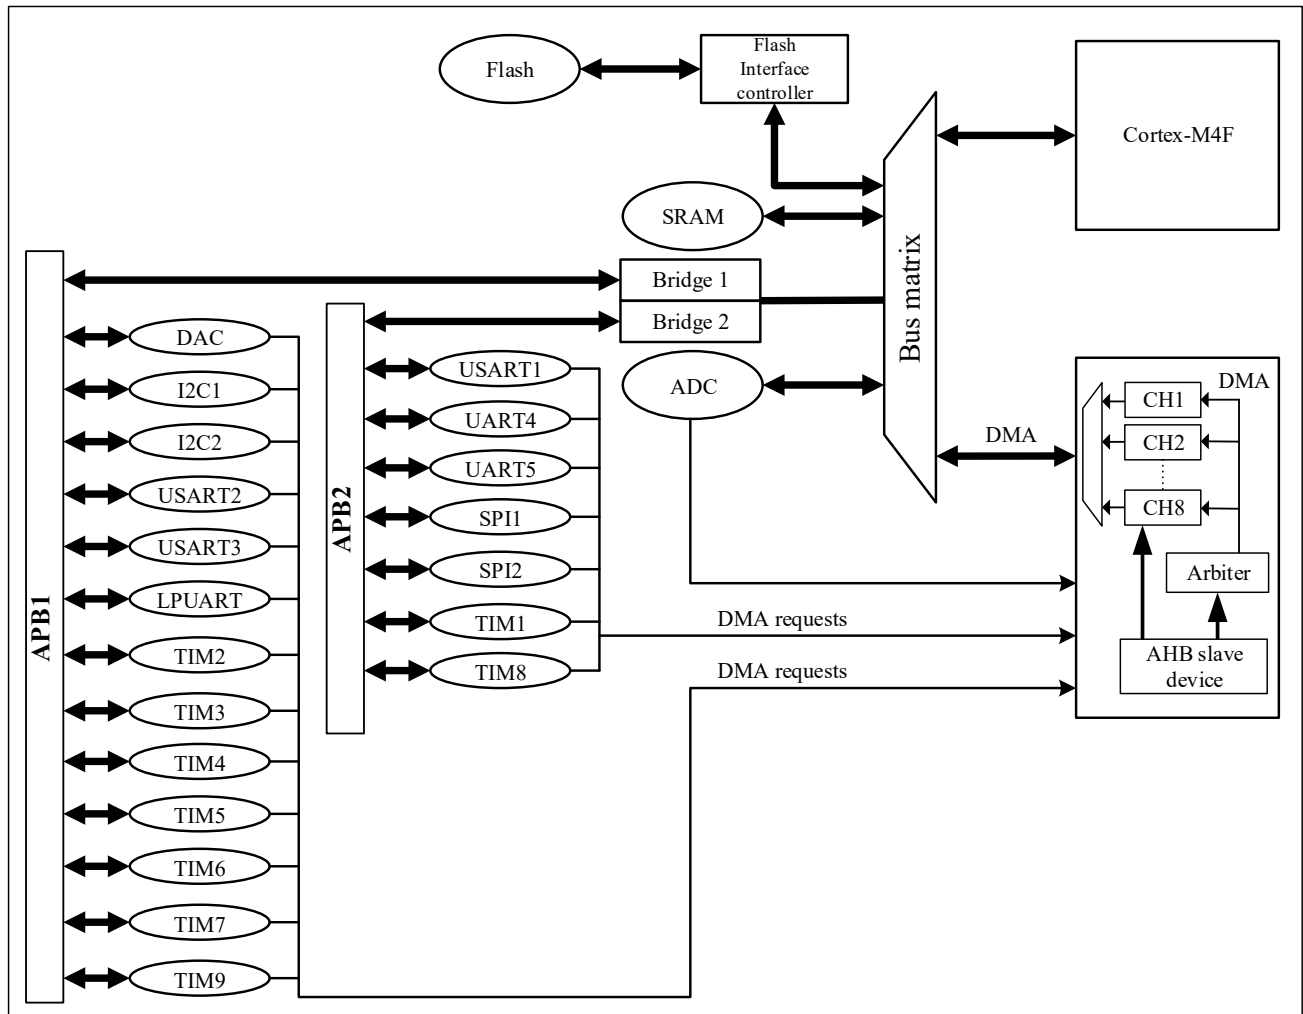 Flash
Flash
Interface
controller
Cortex-M4F
SRAM
Bus matrix
Bridge 1
Bridge 2
ADC
APB1
DAC
I2C1
I2C2
USART2
USART3
LPUART
TIM2
TIM3
TIM4
TIM5
TIM6
TIM7
TIM9
APB2
USART1
UART4
UART5
SPI1
SPI2
TIM1
TIM8
DMA
DMA requests
DMA requests
DMA
CH1
CH2
CH8
Arbiter
AHB slave
device